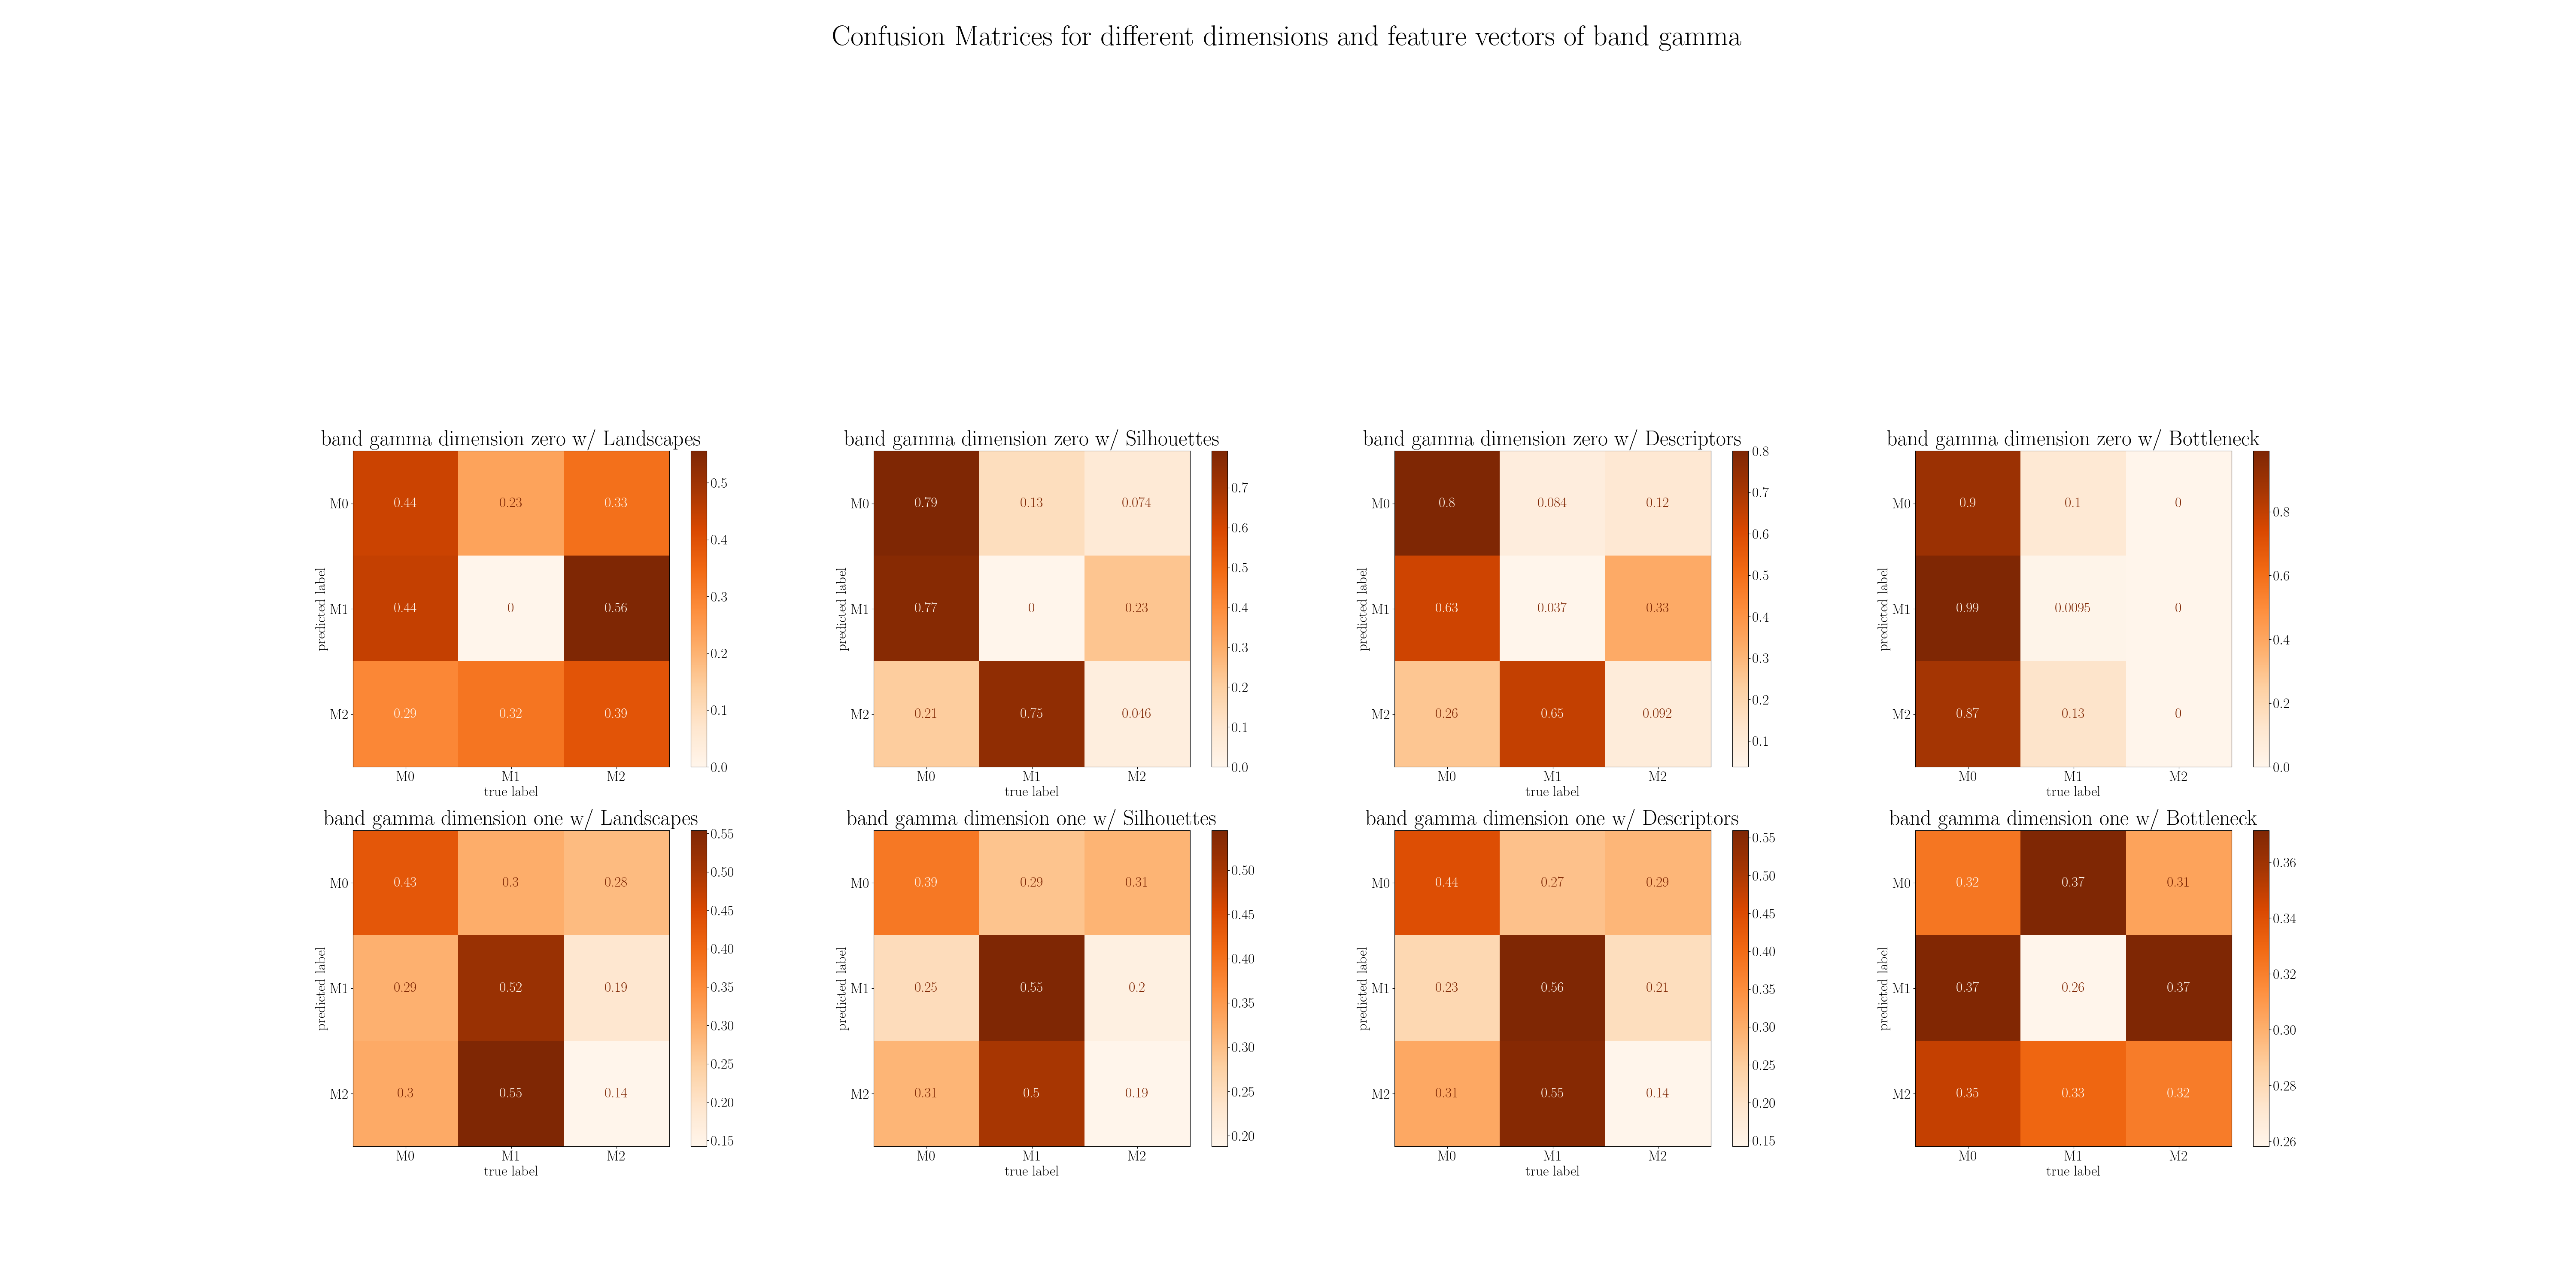 Confusion Matrices for different dimensions and feature vectors of band gamma
band gamma dimension zero w/ Landscapes
predicted label
M0 0.44 0.23 0.33
M1 0.44 0 0.56
M2 0.29 0.32 0.39
M0 M1 M2
true label
0.5
0.4
0.3
0.2
0.1
0.0
band gamma dimension zero w/ Silhouettes
predicted label
M0 0.79 0.13 0.074
M1 0.77 0 0.23
M2 0.21 0.75 0.046
M0 M1 M2
true label
0.7
0.6
0.5
0.4
0.3
0.2
0.1
0.0
band gamma dimension zero w/ Descriptors
predicted label
M0 0.8 0.084 0.12
M1 0.63 0.037 0.33
M2 0.26 0.65 0.092
M0 M1 M2
true label
0.8
0.7
0.6
0.5
0.4
0.3
0.2
0.1
band gamma dimension zero w/ Bottleneck
predicted label
M0 0.9 0.1 0
M1 0.99 0.0095 0
M2 0.87 0.13 0
M0 M1 M2
true label
0.8
0.6
0.4
0.2
0.0
band gamma dimension one w/ Landscapes
predicted label
M0 0.43 0.3 0.28
M1 0.29 0.52 0.19
M2 0.3 0.55 0.14
M0 M1 M2
true label
0.55
0.50
0.45
0.40
0.35
0.30
0.25
0.20
0.15
band gamma dimension one w/ Silhouettes
predicted label
M0 0.39 0.29 0.31
M1 0.25 0.55 0.2
M2 0.31 0.5 0.19
M0 M1 M2
true label
0.50
0.45
0.40
0.35
0.30
0.25
0.20
band gamma dimension one w/ Descriptors
predicted label
M0 0.44 0.27 0.29
M1 0.23 0.56 0.21
M2 0.31 0.55 0.14
M0 M1 M2
true label
0.55
0.50
0.45
0.40
0.35
0.30
0.25
0.20
0.15
band gamma dimension one w/ Bottleneck
predicted label
M0 0.32 0.37 0.31
M1 0.37 0.26 0.37
M2 0.35 0.33 0.32
M0 M1 M2
true label
0.36
0.34
0.32
0.30
0.28
0.26